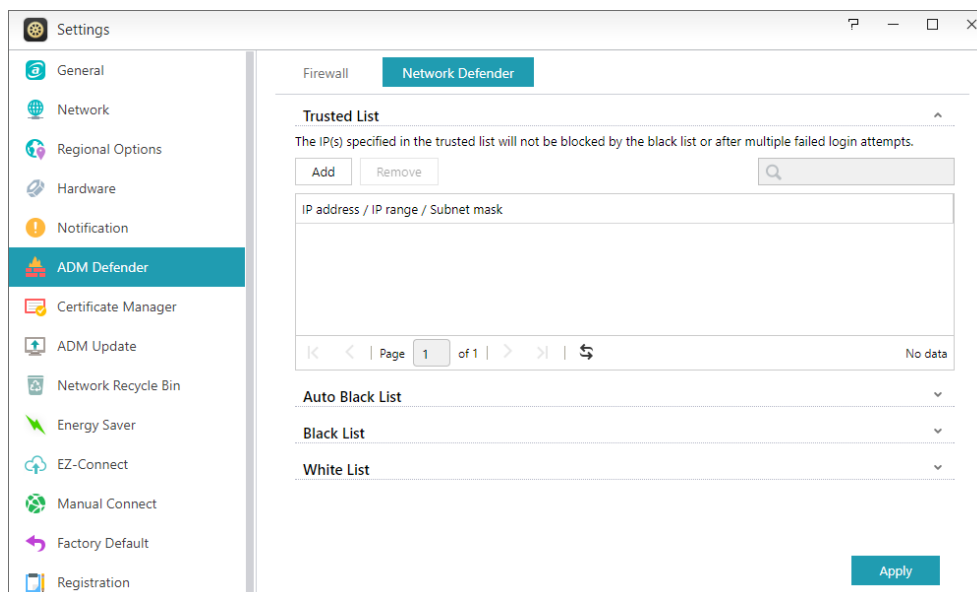 Settings
General
Network
Regional Options
Hardware
Notification
ADM Defender
Certificate Manager
ADM Update
Network Recycle Bin
Energy Saver
EZ-Connect
Manual Connect
Factory Default
Registration
Firewall
Network Defender
Trusted List
The IP(s) specified in the trusted list will not be blocked by the black list or after multiple failed login attempts.
Add
Remove
IP address / IP range / Subnet mask
Page 1 of 1
No data
Auto Black List
Black List
White List
Apply